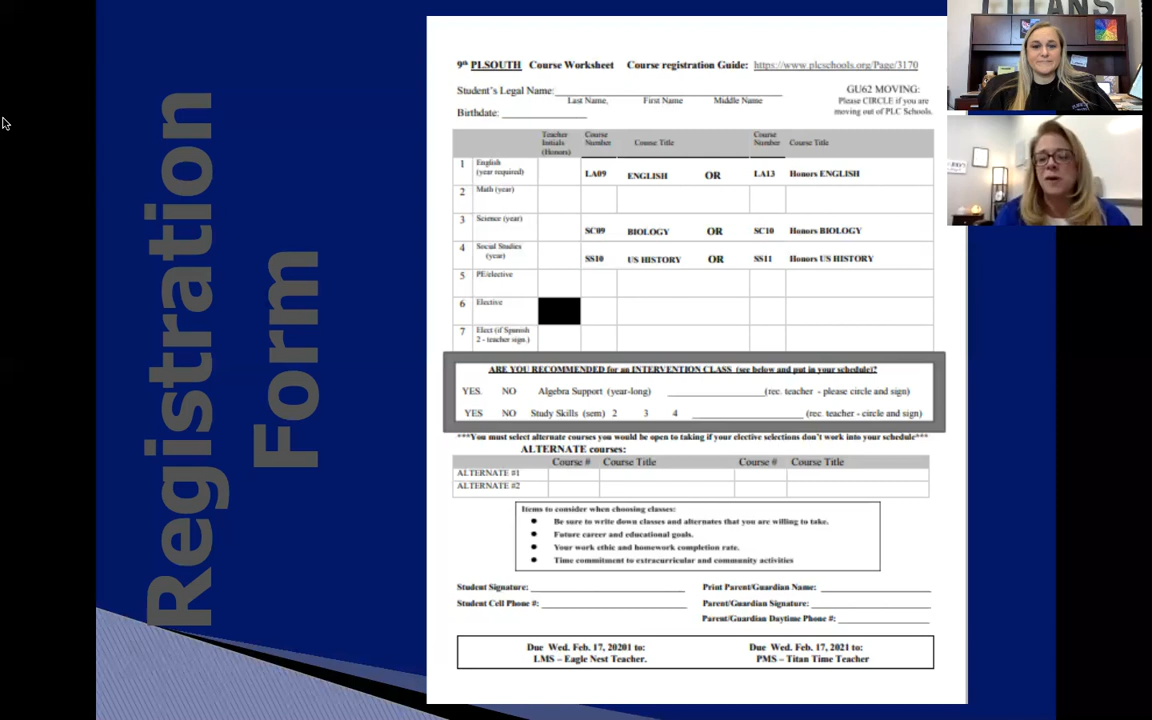 TITANS
Registration
Form
9th PLSOUTH Course Worksheet Course registration Guide: https://www.plcschools.org/Page/3170
Student's Legal Name:
Last Name, First Name Middle Name
Birthdate:
GU62 MOVING:
Please CIRCLE if you are
moving out of PLC Schools.
Teacher Initials (Honors) Course Number Course Title Course Number Course Title
1 English (year required) LA09 ENGLISH OR LA13 Honors ENGLISH
2 Math (year)
3 Science (year) SC09 BIOLOGY OR SC10 Honors BIOLOGY
4 Social Studies (year) SS10 US HISTORY OR SS11 Honors US HISTORY
5 PE/elective
6 Elective
7 Elect (if Spanish 2 - teacher sign.)
ARE YOU RECOMMENDED for an INTERVENTION CLASS (see below and put in your schedule)?
YES. NO Algebra Support (year-long) (rec. teacher - please circle and sign)
YES NO Study Skills (sem) 2 3 4 (rec. teacher - circle and sign)
***You must select alternate courses you would be open to taking if your elective selections don't work into your schedule***
ALTERNATE courses:
Course # Course Title Course # Course Title
ALTERNATE #1
ALTERNATE #2
Items to consider when choosing classes:
● Be sure to write down classes and alternates that you are willing to take.
● Future career and educational goals.
● Your work ethic and homework completion rate.
● Time commitment to extracurricular and community activities
Student Signature: Print Parent/Guardian Name:
Student Cell Phone #: Parent/Guardian Signature:
Parent/Guardian Daytime Phone #:
Due Wed. Feb. 17, 20201 to: Due Wed. Feb. 17, 2021 to:
LMS – Eagle Nest Teacher. PMS – Titan Time Teacher